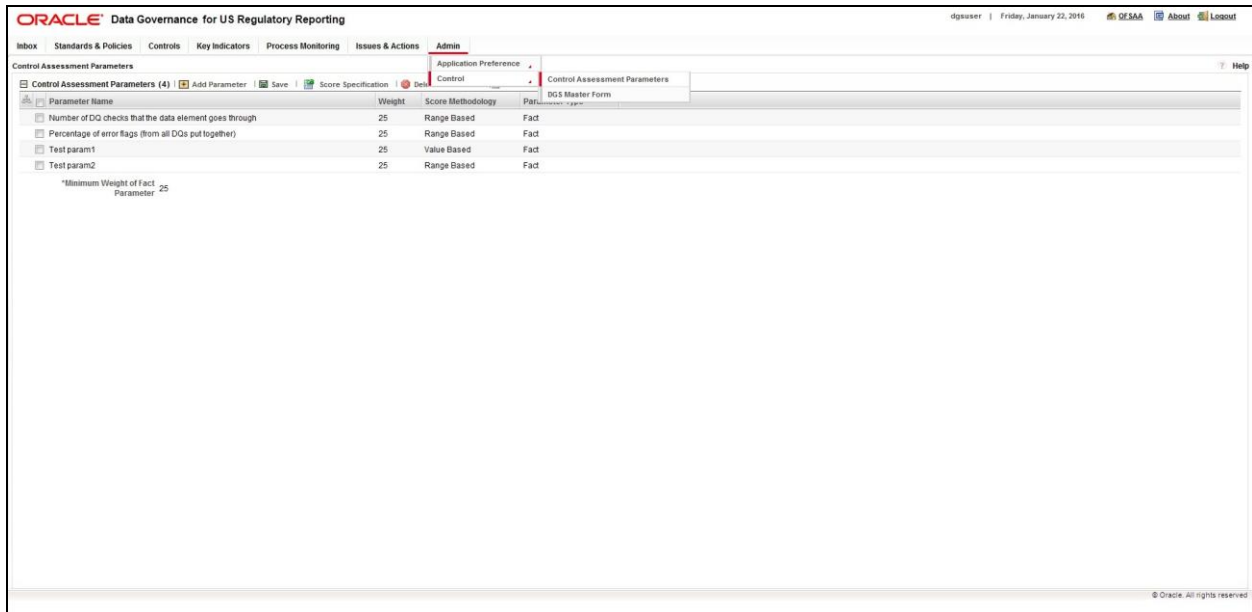 ORACLE® Data Governance for US Regulatory Reporting
dgsuser | Friday, January 22, 2016 OFSAA About Logout
Inbox Standards & Policies Controls Key Indicators Process Monitoring Issues & Actions Admin
Application Preference
Control Assessment Parameters
Help
Control
Control Assessment Parameters
Control Assessment Parameters (4) | Add Parameter | Save | Score Specification |
DGS Master Form
Parameter Name Weight Score Methodology
Number of DQ checks that the data element goes through 25 Range Based Fact
Percentage of error flags (from all DQs put together) 25 Range Based Fact
Test param1 25 Value Based Fact
Test param2 25 Range Based Fact
*Minimum Weight of Fact
Parameter 25
© Oracle. All rights reserved